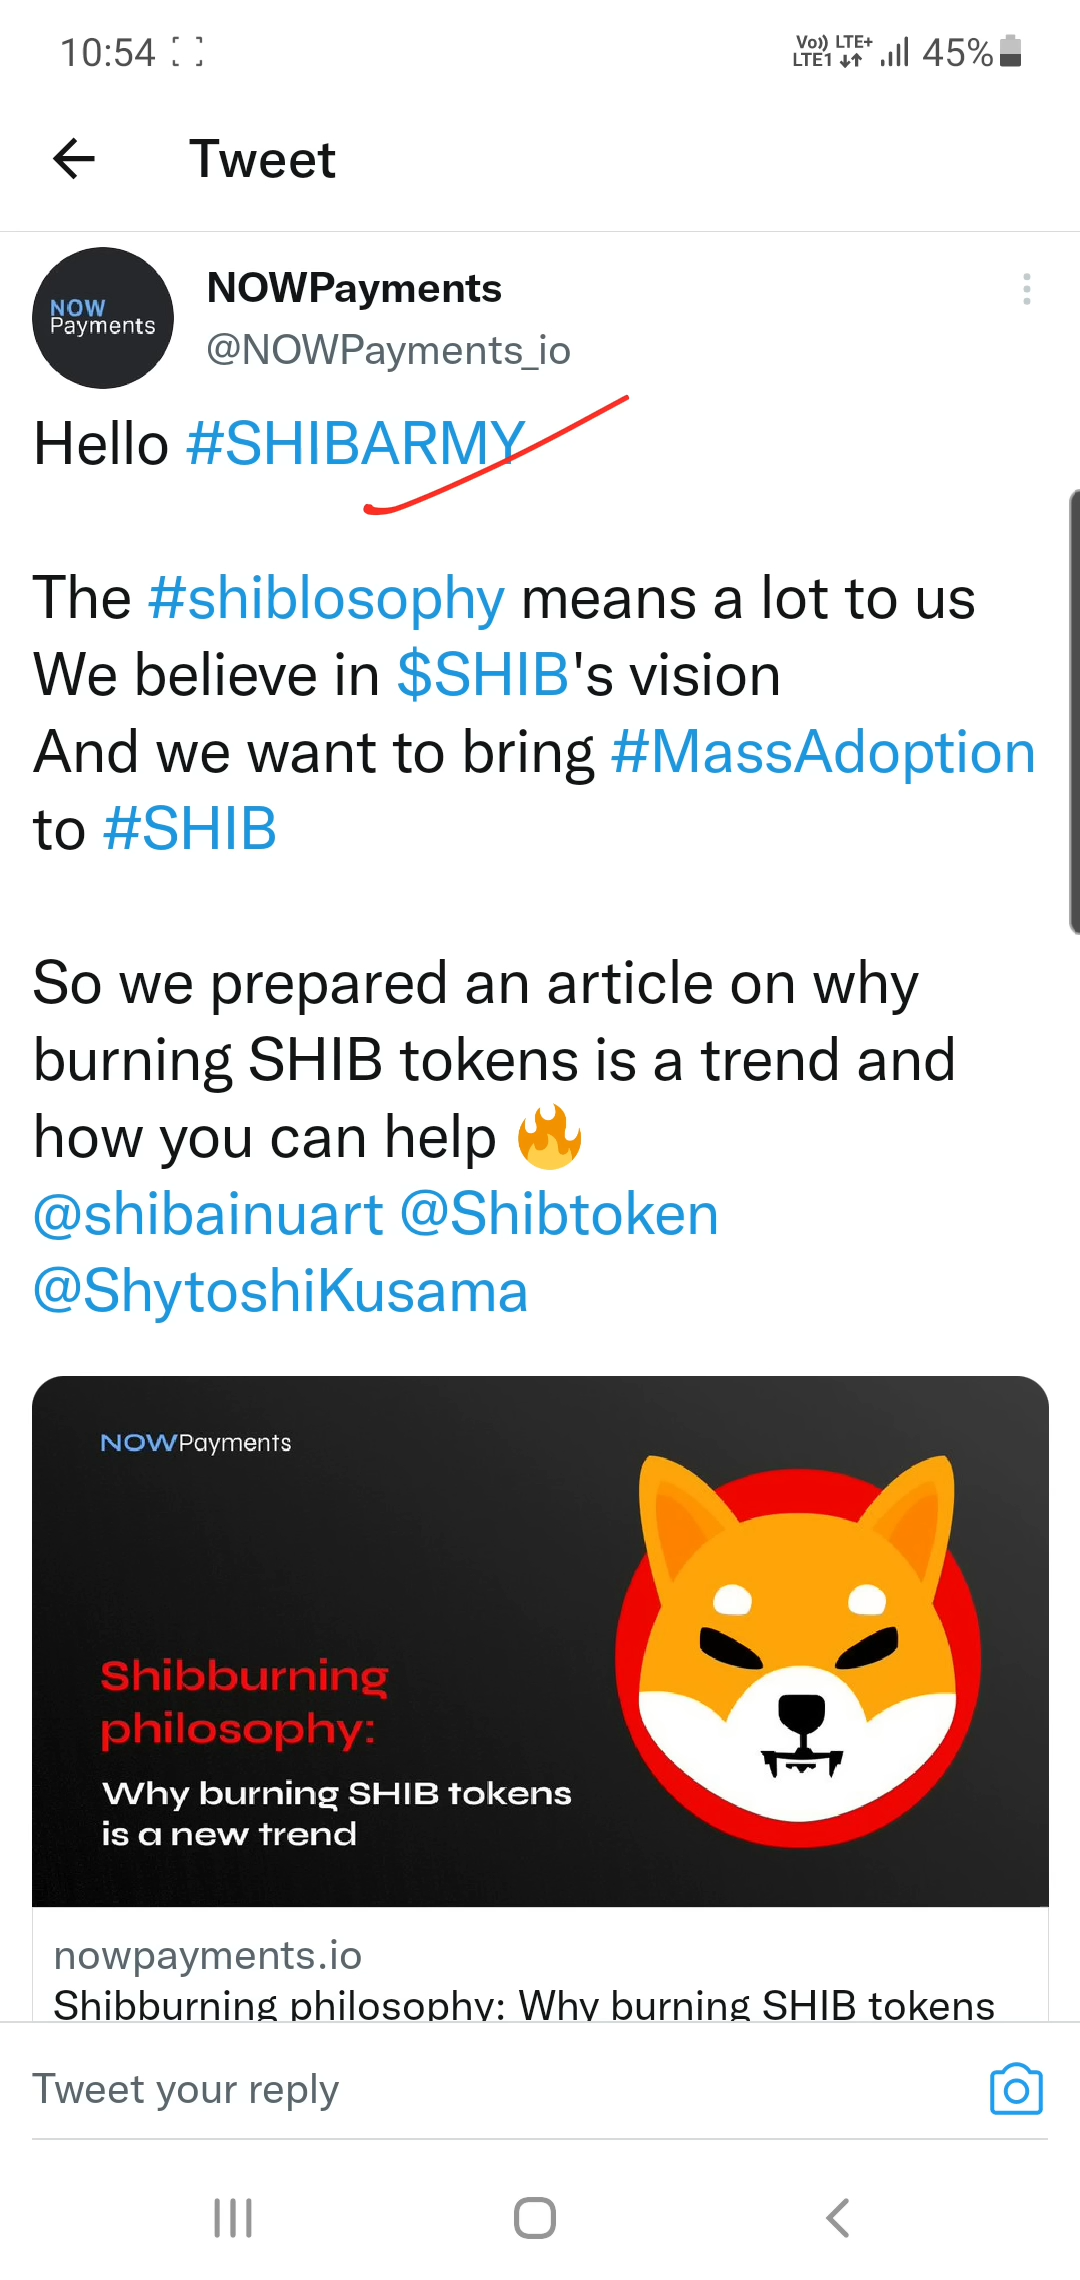 10:54
Vo)) LTE+
LTE1
45%
Tweet
NOW
Payments
NOWPayments
@NOWPayments_io
Hello #SHIBARMY
The #shiblosophy means a lot to us
We believe in $SHIB's vision
And we want to bring #MassAdoption
to #SHIB
So we prepared an article on why
burning SHIB tokens is a trend and
how you can help 🔥
@shibainuart @Shibtoken
@ShytoshiKusama
NOWPayments
Shibburning
philosophy:
Why burning SHIB tokens
is a new trend
nowpayments.io
Shibburning philosophy: Why burning SHIB tokens
Tweet your reply